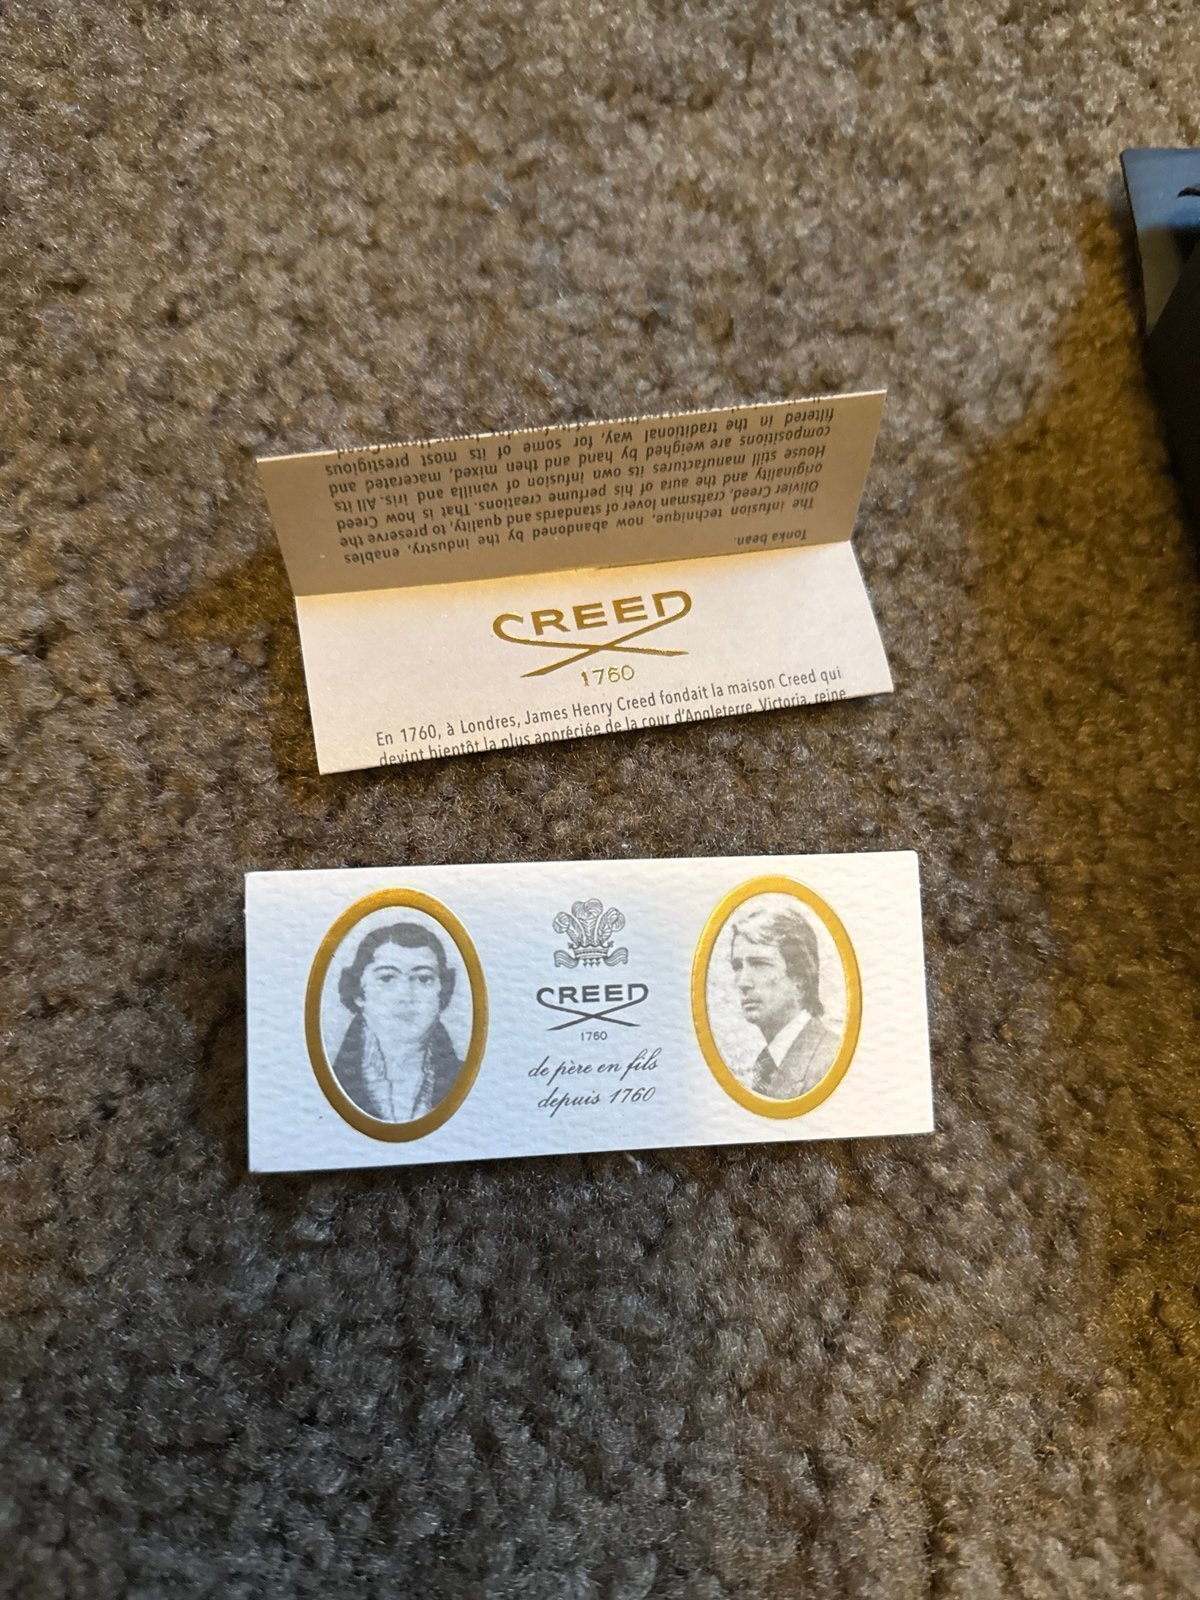 Tonka bean.
The infusion technique, now abandoned by the industry, enables
Olivier Creed, craftsman lover of standards and quality, to preserve the
originality and the aura of his perfume creations. That is how Creed
House still manufactures its own infusion of vanilla and iris. All its
compositions are weighed by hand and then mixed, macerated and
filtered in the traditional way, for some of its most prestigious
CREED
1760
En 1760, à Londres, James Henry Creed fondait la maison Creed qui
devint bientôt la plus appréciée de la cour d'Angleterre. Victoria, reine
CREED
1760
de père en fils
depuis 1760